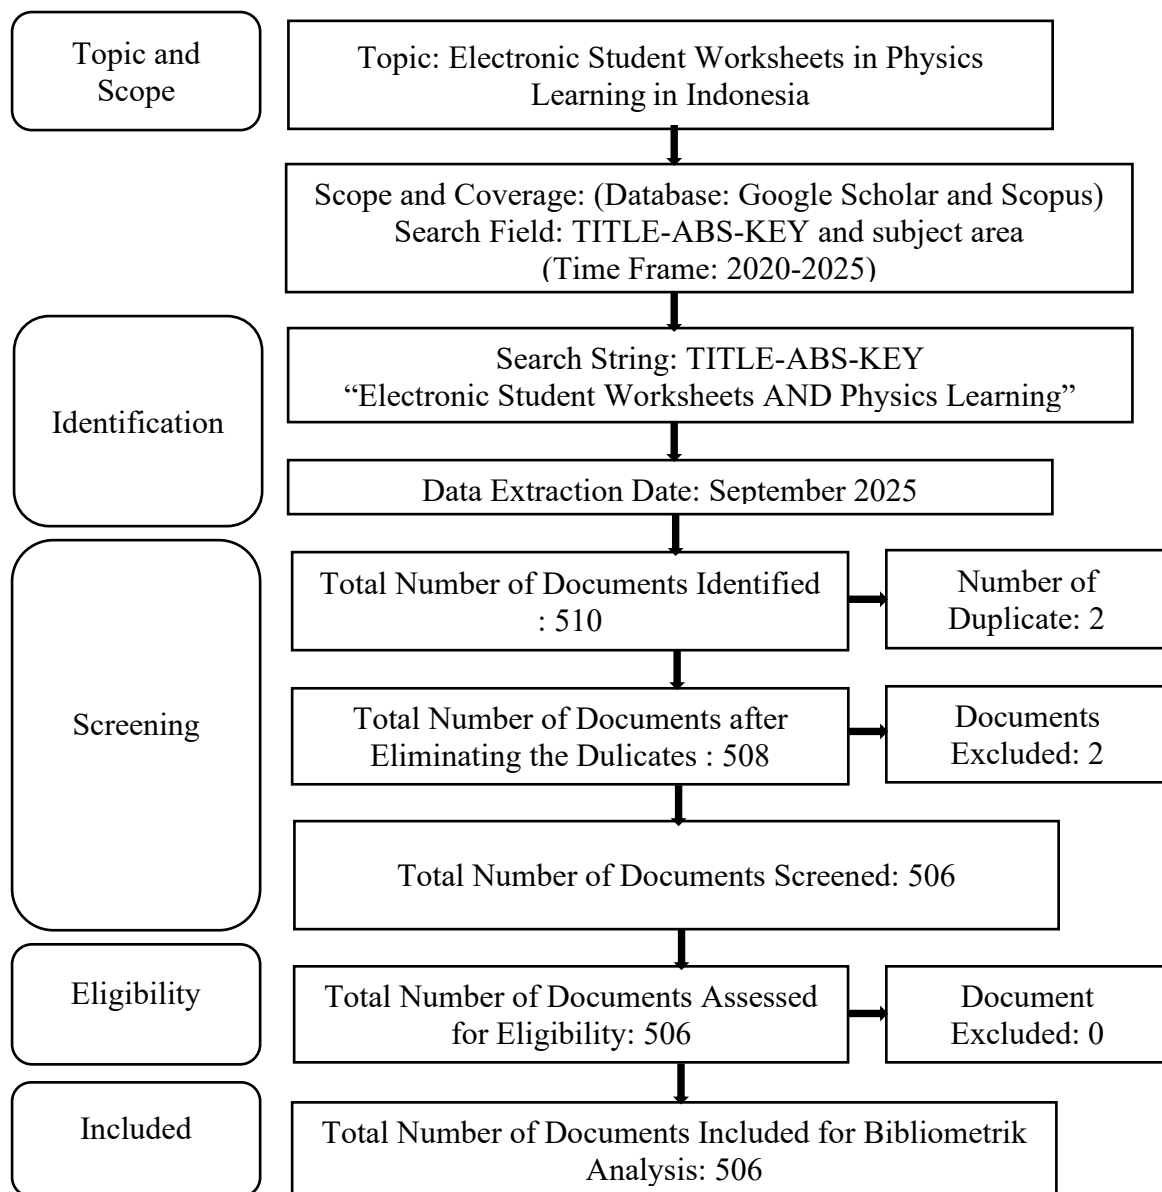 Topic and
Scope
Topic: Electronic Student Worksheets in Physics
Learning in Indonesia
Scope and Coverage: (Database: Google Scholar and Scopus)
Search Field: TITLE-ABS-KEY and subject area
(Time Frame: 2020-2025)
Identification
Search String: TITLE-ABS-KEY
“Electronic Student Worksheets AND Physics Learning”
Data Extraction Date: September 2025
Screening
Total Number of Documents Identified
: 510
Number of
Duplicate: 2
Total Number of Documents after
Eliminating the Dulicates : 508
Documents
Excluded: 2
Total Number of Documents Screened: 506
Eligibility
Total Number of Documents Assessed
for Eligibility: 506
Document
Excluded: 0
Included
Total Number of Documents Included for Bibliometrik
Analysis: 506